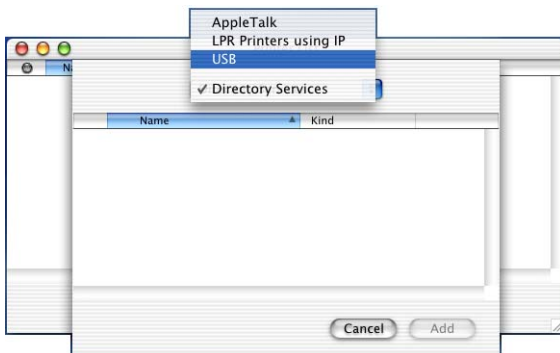 AppleTalk
LPR Printers using IP
USB
✓ Directory Services
Name Kind
Cancel Add